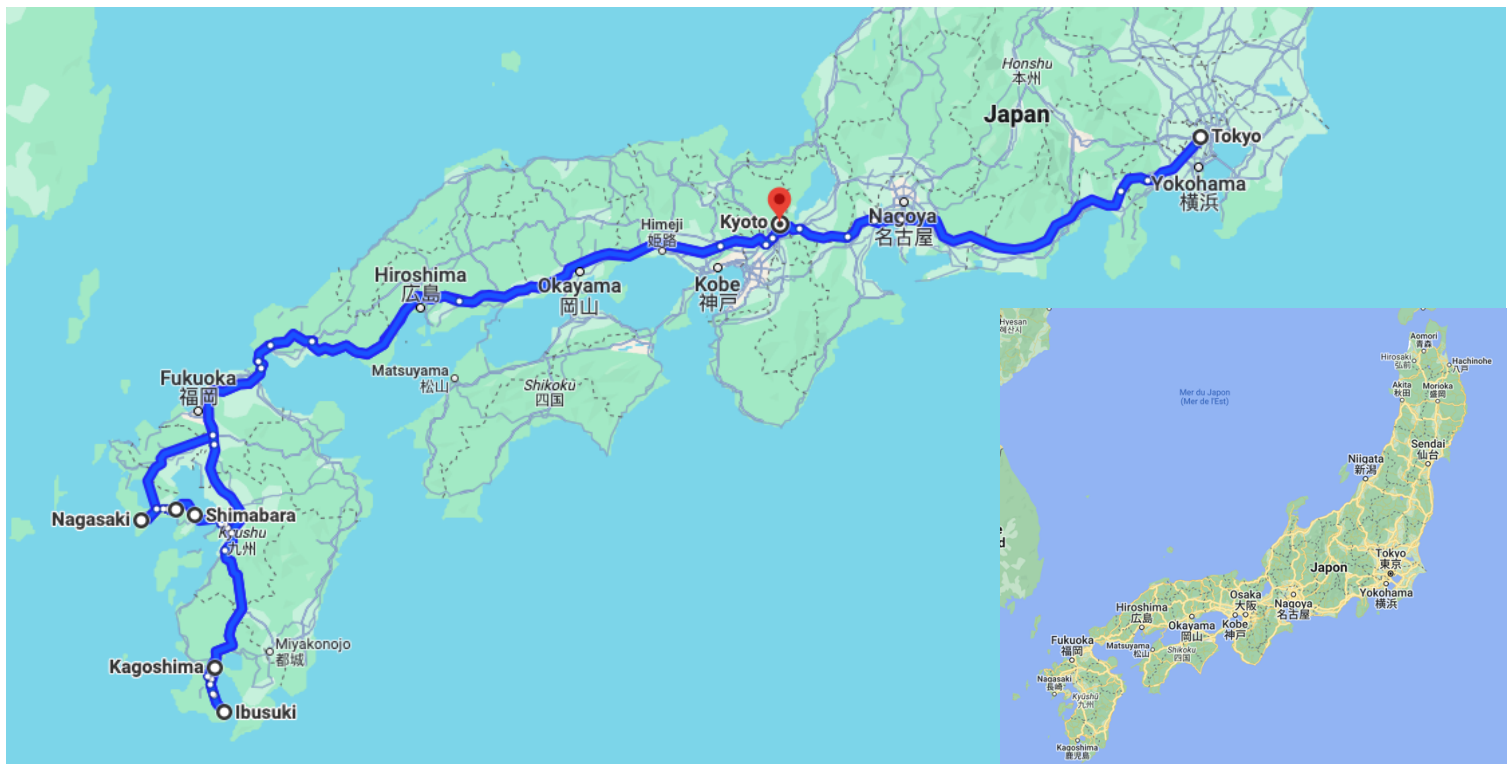 Honshu
本州
Japan
Tokyo
Yokohama
横浜
Nagoya
名古屋
Kyoto
Himeji
姫路
Kobe
神戸
Okayama
岡山
Hiroshima
広島
Matsuyama
松山
Shikoku
四国
Fukuoka
福岡
Nagasaki
Shimabara
Kyushu
九州
Miyakonojo
都城
Kagoshima
Ibusuki
Hyesan
혜산시
Mer du Japon
(Mer de l'Est)
Aomori
青森
Hirosaki
弘前
Hachinohe
八戸
Akita
秋田
Morioka
盛岡
Sendai
仙台
Niigata
新潟
Tokyo
東京
Japon
Yokohama
横浜
Osaka
大阪
Nagoya
名古屋
Kobe
神戸
Okayama
岡山
Hiroshima
広島
Matsuyama
松山
Shikoku
四国
Fukuoka
福岡
Nagasaki
長崎
Kyūshū
九州
Kagoshima
鹿児島